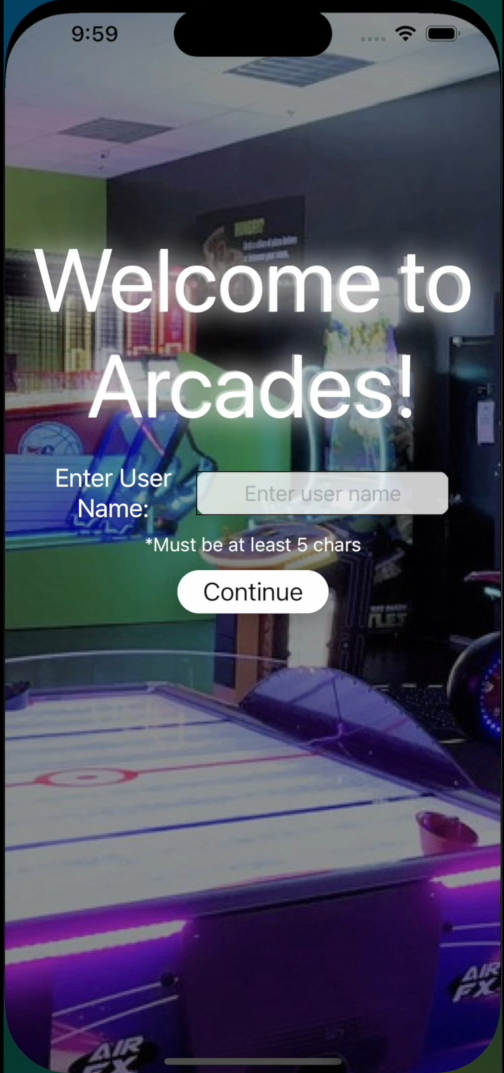 9:59
Welcome to
Arcades!
Enter User
Name:
Enter user name
*Must be at least 5 chars
Continue
AIR
FX
AIR
FX